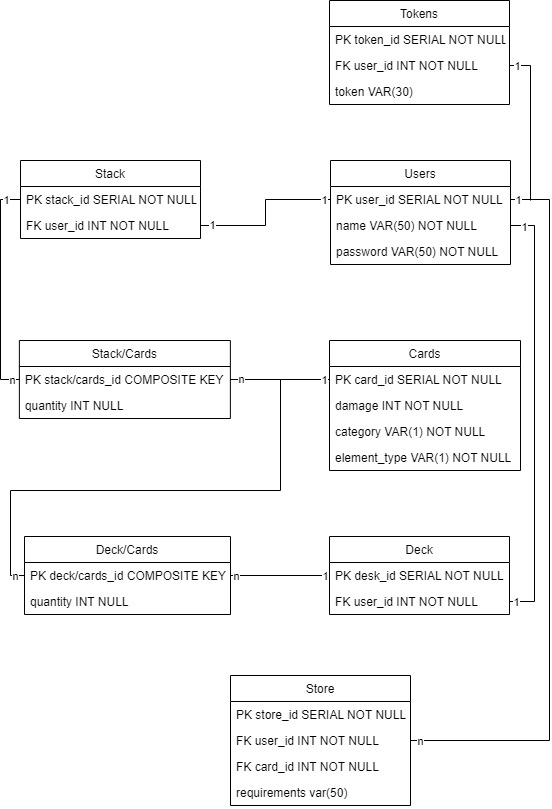 Tokens
PK token_id SERIAL NOT NULL
FK user_id INT NOT NULL
1
token VAR(30)
Stack
PK stack_id SERIAL NOT NULL
1
FK user_id INT NOT NULL
1
Users
PK user_id SERIAL NOT NULL
1
1
name VAR(50) NOT NULL
1
password VAR(50) NOT NULL
Stack/Cards
PK stack/cards_id COMPOSITE KEY
n
n
quantity INT NULL
Cards
PK card_id SERIAL NOT NULL
1
damage INT NOT NULL
category VAR(1) NOT NULL
element_type VAR(1) NOT NULL
Deck/Cards
PK deck/cards_id COMPOSITE KEY
n
n
quantity INT NULL
Deck
PK desk_id SERIAL NOT NULL
1
FK user_id INT NOT NULL
1
Store
PK store_id SERIAL NOT NULL
FK user_id INT NOT NULL
n
FK card_id INT NOT NULL
requirements var(50)